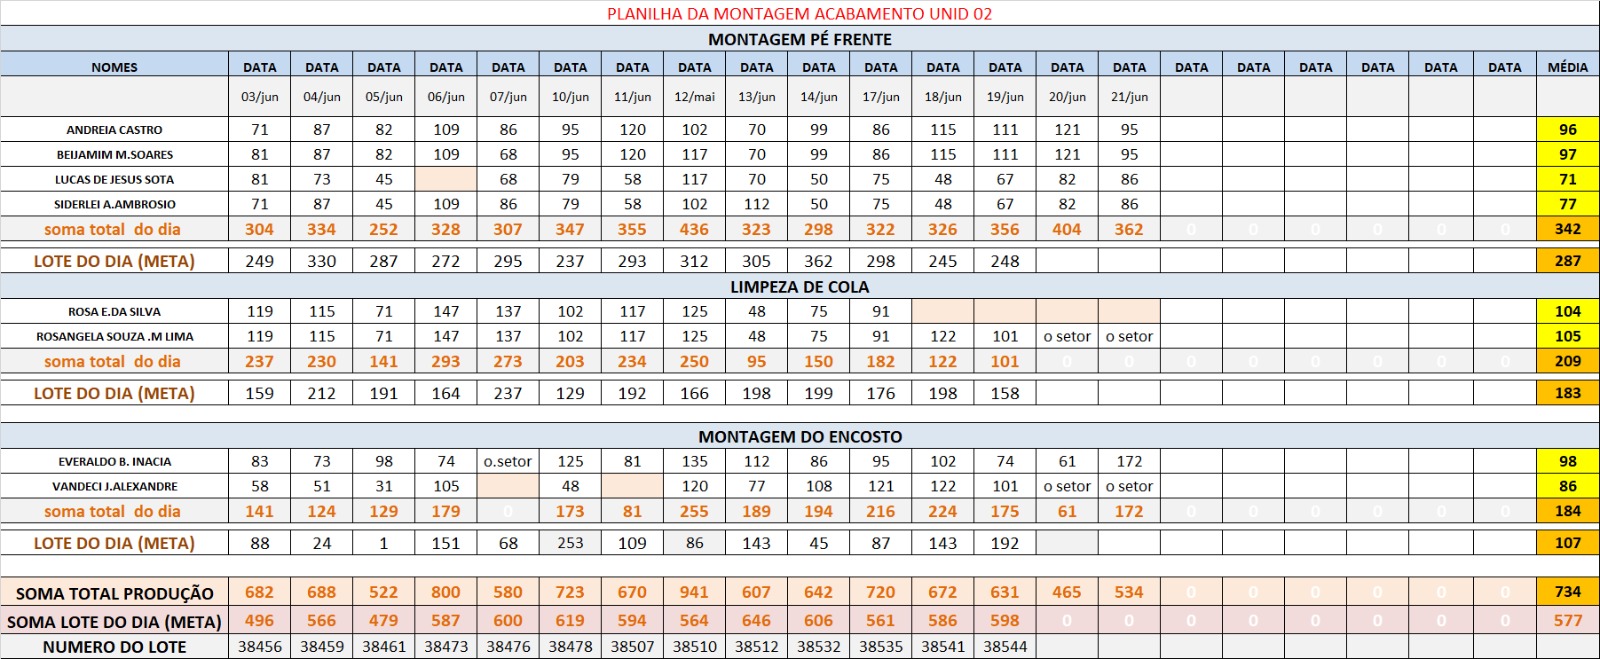 PLANILHA DA MONTAGEM ACABAMENTO UNID 02
MONTAGEM PÉ FRENTE
NOMES DATA DATA DATA DATA DATA DATA DATA DATA DATA DATA DATA DATA DATA DATA DATA DATA DATA DATA DATA DATA DATA MÉDIA
03/jun 04/jun 05/jun 06/jun 07/jun 10/jun 11/jun 12/mai 13/jun 14/jun 17/jun 18/jun 19/jun 20/jun 21/jun
ANDREIA CASTRO 71 87 82 109 86 95 120 102 70 99 86 115 111 121 95 96
BEIJAMIM M.SOARES 81 87 82 109 68 95 120 117 70 99 86 115 111 121 95 97
LUCAS DE JESUS SOTA 81 73 45 68 79 58 117 70 50 75 48 67 82 86 71
SIDERLEI A.AMBROSIO 71 87 45 109 86 79 58 102 112 50 75 48 67 82 86 77
soma total do dia 304 334 252 328 307 347 355 436 323 298 322 326 356 404 362 0 0 0 0 0 0 342
LOTE DO DIA (META) 249 330 287 272 295 237 293 312 305 362 298 245 248 287
LIMPEZA DE COLA
ROSA E.DA SILVA 119 115 71 147 137 102 117 125 48 75 91 104
ROSANGELA SOUZA .M LIMA 119 115 71 147 137 102 117 125 48 75 91 122 101 o setor o setor 105
soma total do dia 237 230 141 293 273 203 234 250 95 150 182 122 101 0 0 0 0 0 0 0 0 209
LOTE DO DIA (META) 159 212 191 164 237 129 192 166 198 199 176 198 158 183
MONTAGEM DO ENCOSTO
EVERALDO B. INACIA 83 73 98 74 o.setor 125 81 135 112 86 95 102 74 61 172 98
VANDECI J.ALEXANDRE 58 51 31 105 48 120 77 108 121 122 101 o setor o setor 86
soma total do dia 141 124 129 179 0 173 81 255 189 194 216 224 175 61 172 0 0 0 0 0 0 184
LOTE DO DIA (META) 88 24 1 151 68 253 109 86 143 45 87 143 192 107
SOMA TOTAL PRODUÇÃO 682 688 522 800 580 723 670 941 607 642 720 672 631 465 534 0 0 0 0 0 0 734
SOMA LOTE DO DIA (META) 496 566 479 587 600 619 594 564 646 606 561 586 598 0 0 0 0 0 0 0 0 577
NUMERO DO LOTE 38456 38459 38461 38473 38476 38478 38507 38510 38512 38532 38535 38541 38544